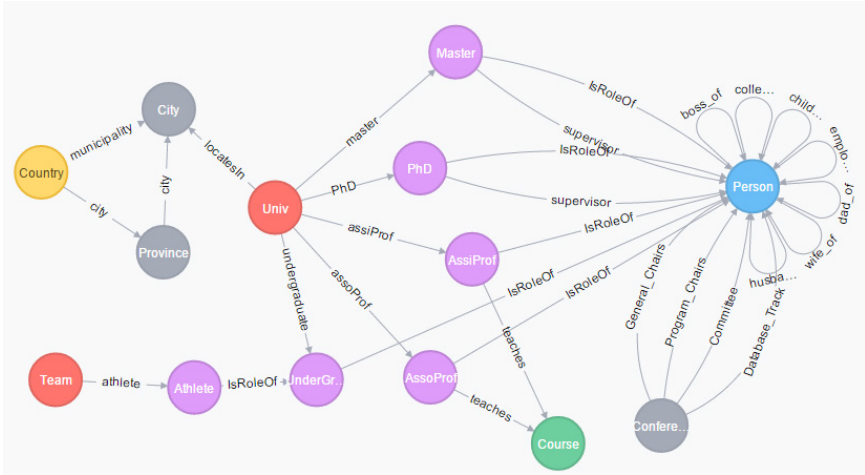 Master
boss_of
colle…
child…
emplo…
dad_of
wife_of
husba…
IsRoleOf
City
municipality
locatesIn
master
supervisor
IsRoleOf
Country
PhD
PhD
city
city
Univ
supervisor
Person
Province
assiProf
AssiProf
IsRoleOf
undergraduate
assoProf
IsRoleOf
IsRoleOf
General_Chairs
Program_Chairs
Committee
Database_Track
teaches
Team
athlete
Athlete
IsRoleOf
UnderGr…
AssoProf
teaches
Course
Confere…